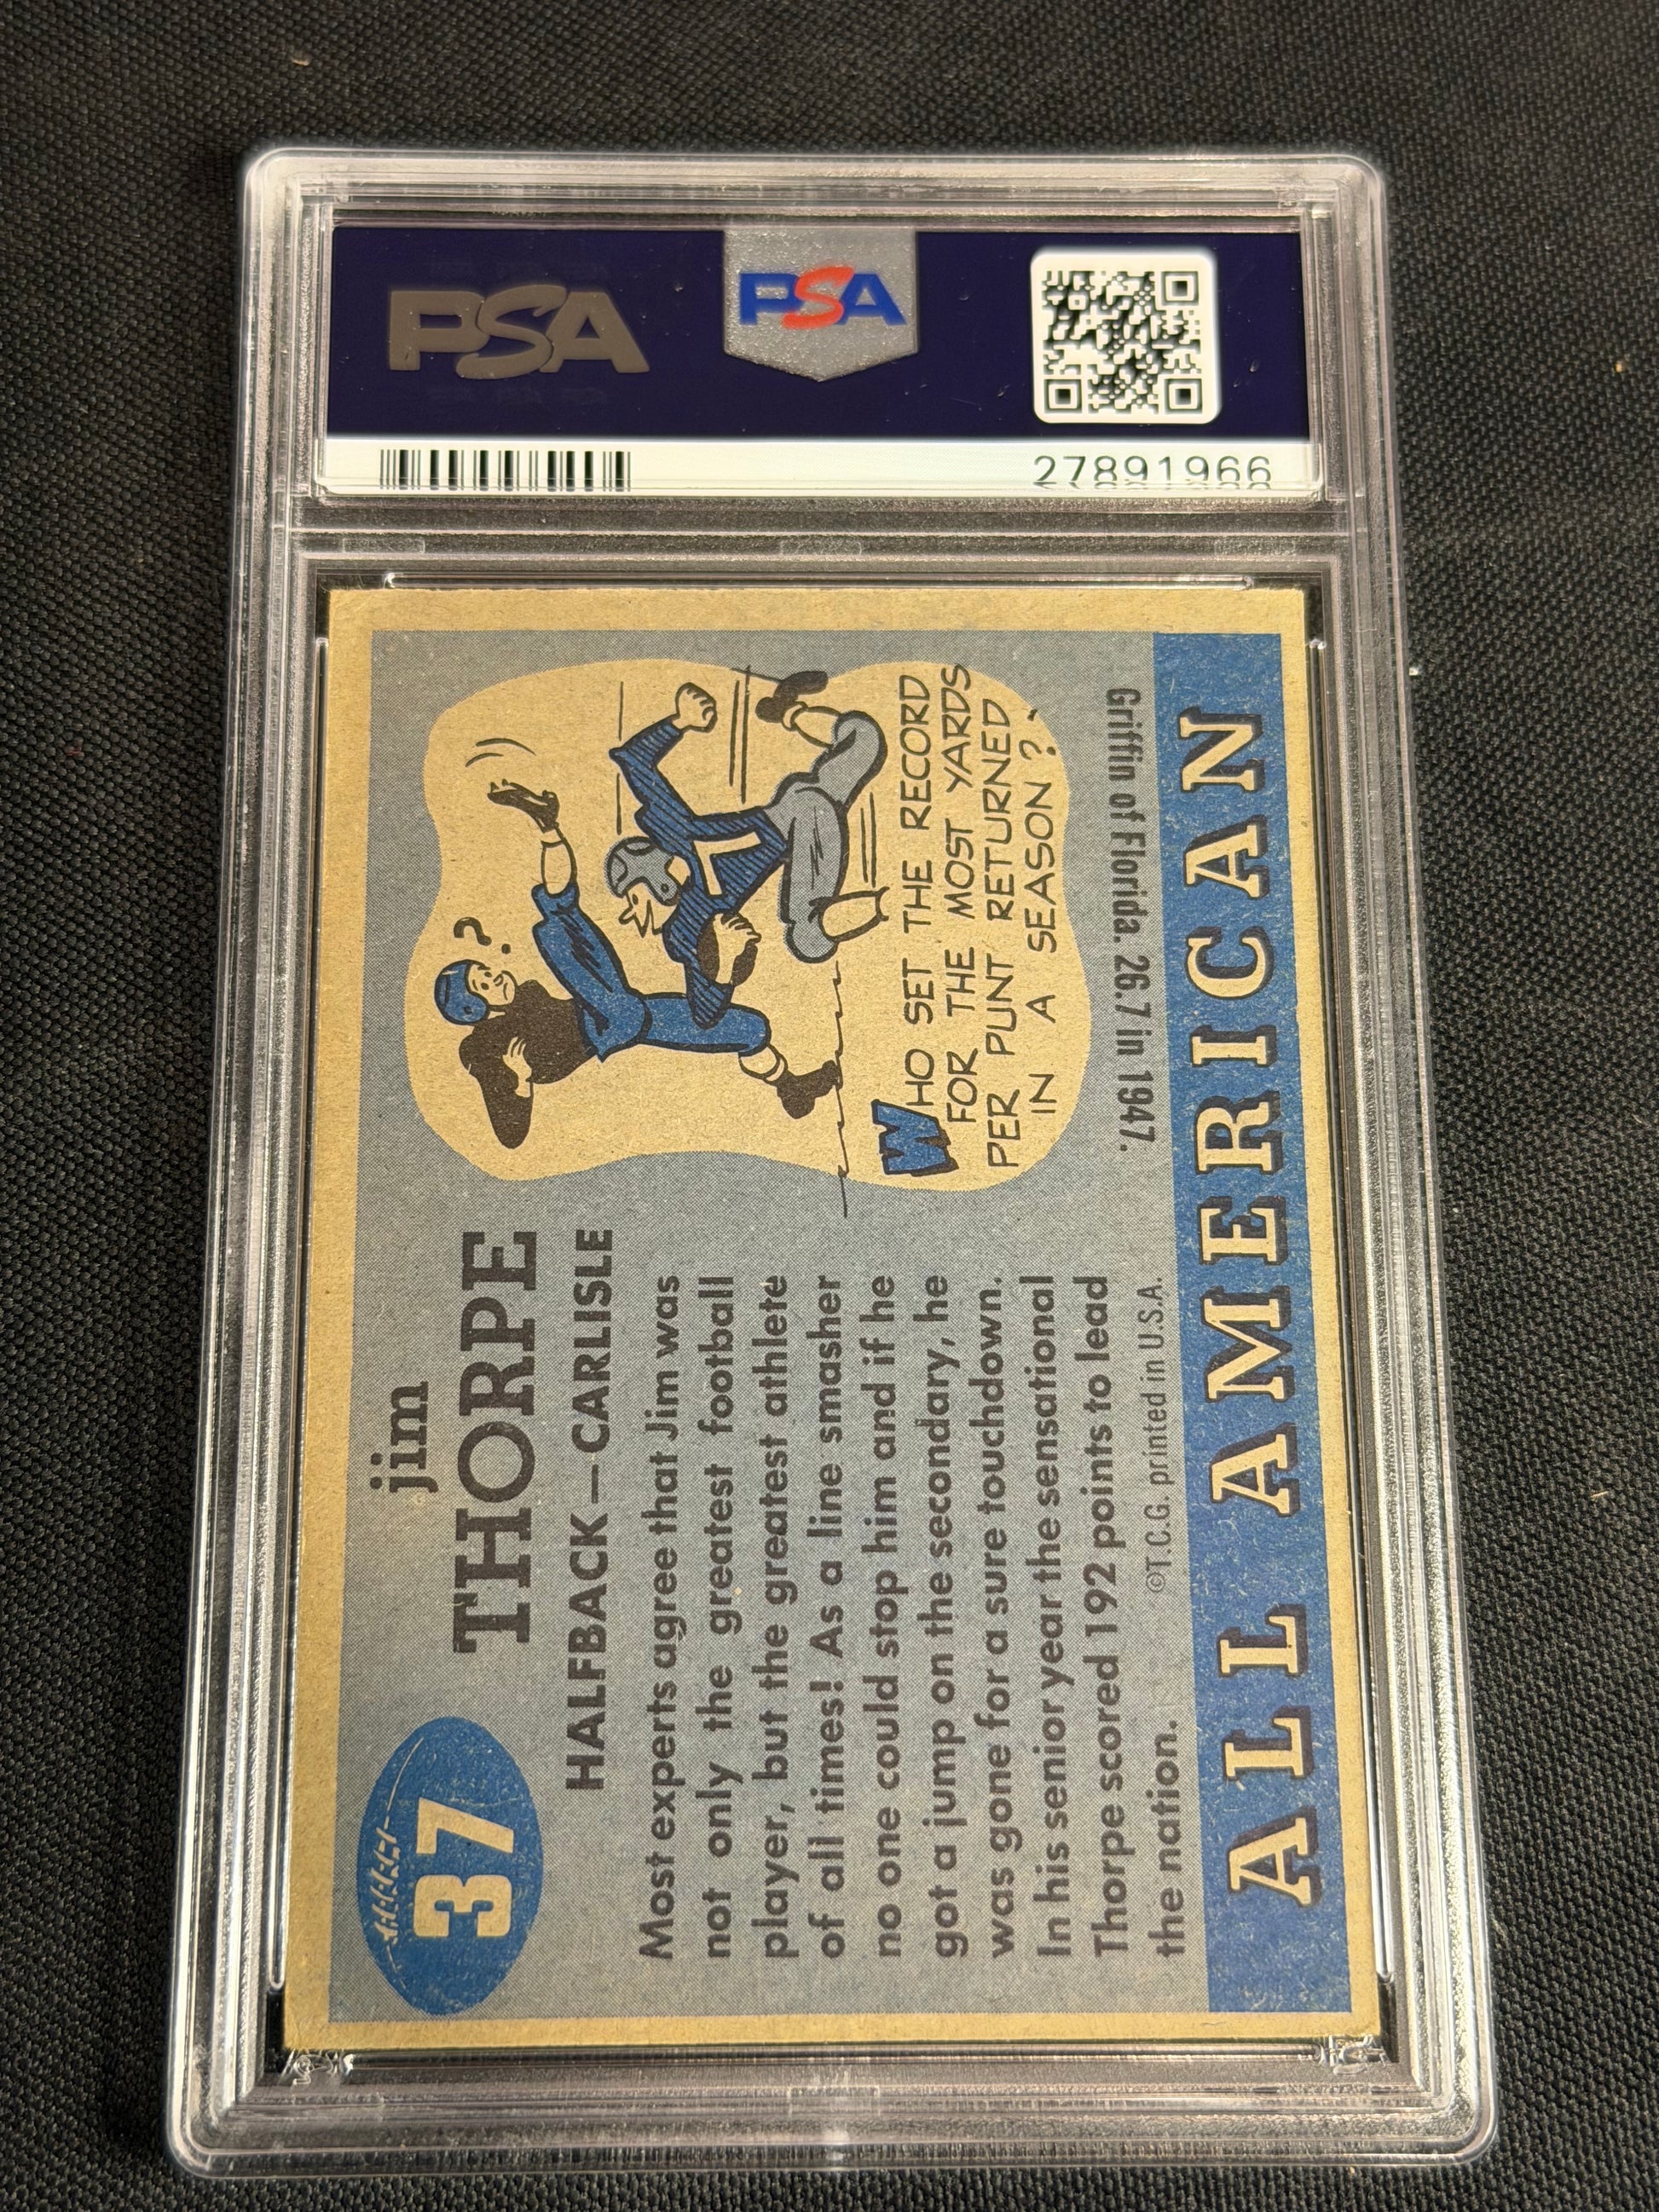 PSA
PSA
27891966
37
jim
THORPE
HALFBACK—CARLISLE
Most experts agree that Jim was
not only the greatest football
player, but the greatest athlete
of all times! As a line smasher
no one could stop him and if he
got a jump on the secondary, he
was gone for a sure touchdown.
In his senior year the sensational
Thorpe scored 192 points to lead
the nation.
©T.C.G. printed in U.S.A.
?
WHO SET THE RECORD
FOR THE MOST YARDS
PER PUNT RETURNED
IN A SEASON?
Griffin of Florida. 26.7 in 1947.
ALL AMERICAN